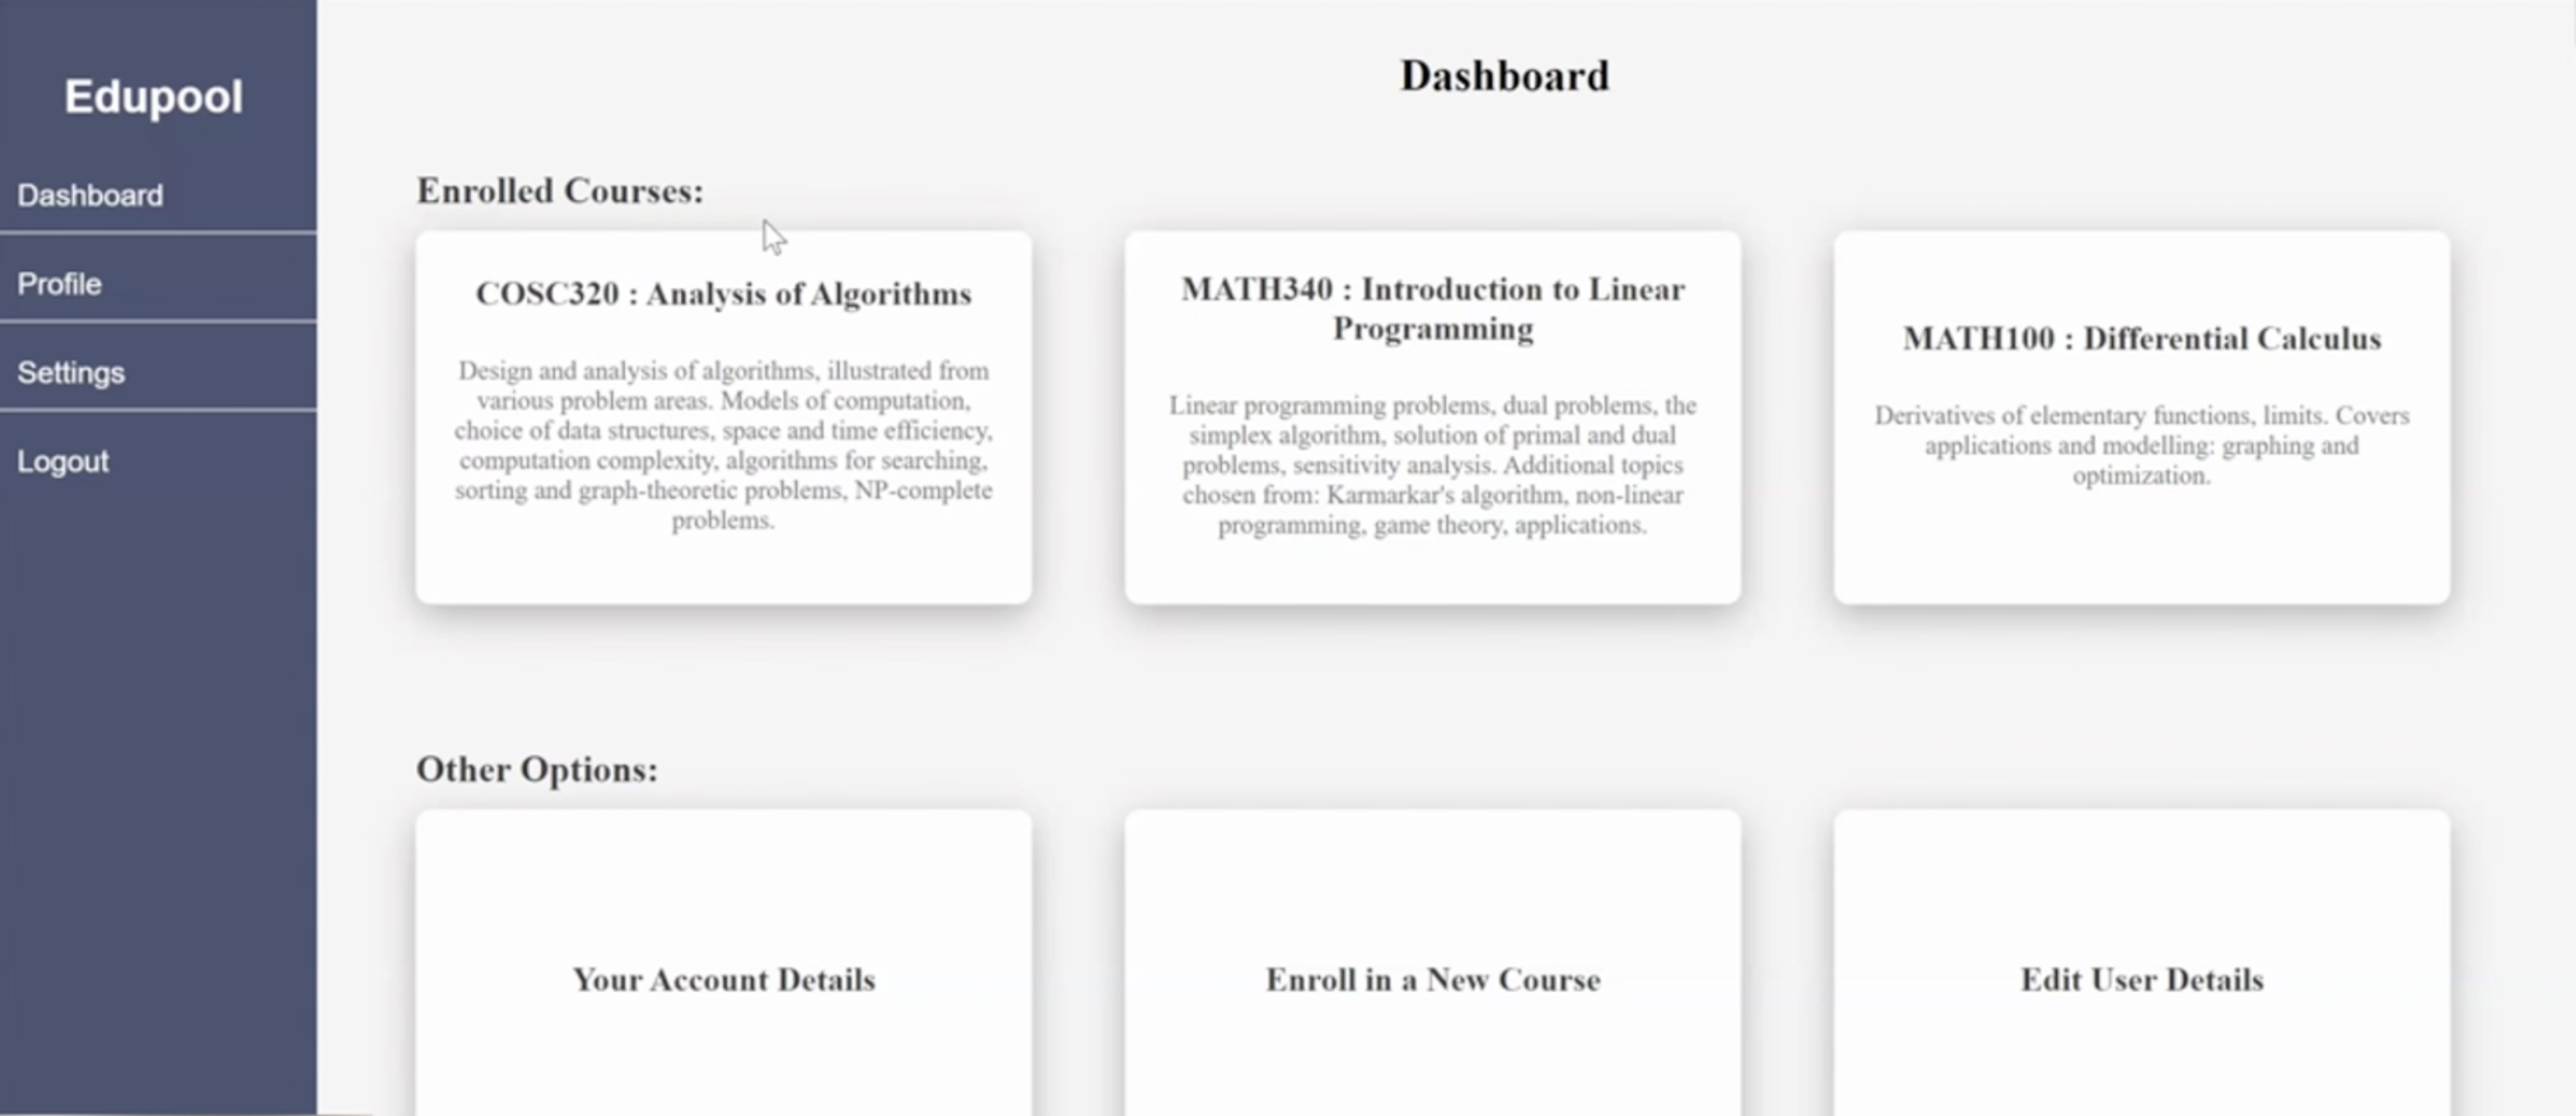 Edupool
Dashboard
Profile
Settings
Logout
Dashboard
Enrolled Courses:
COSC320 : Analysis of Algorithms
Design and analysis of algorithms, illustrated from
various problem areas. Models of computation,
choice of data structures, space and time efficiency,
computation complexity, algorithms for searching,
sorting and graph-theoretic problems, NP-complete
problems.
MATH340 : Introduction to Linear
Programming
Linear programming problems, dual problems, the
simplex algorithm, solution of primal and dual
problems, sensitivity analysis. Additional topics
chosen from: Karmarkar's algorithm, non-linear
programming, game theory, applications.
MATH100 : Differential Calculus
Derivatives of elementary functions, limits. Covers
applications and modelling: graphing and
optimization.
Other Options:
Your Account Details
Enroll in a New Course
Edit User Details